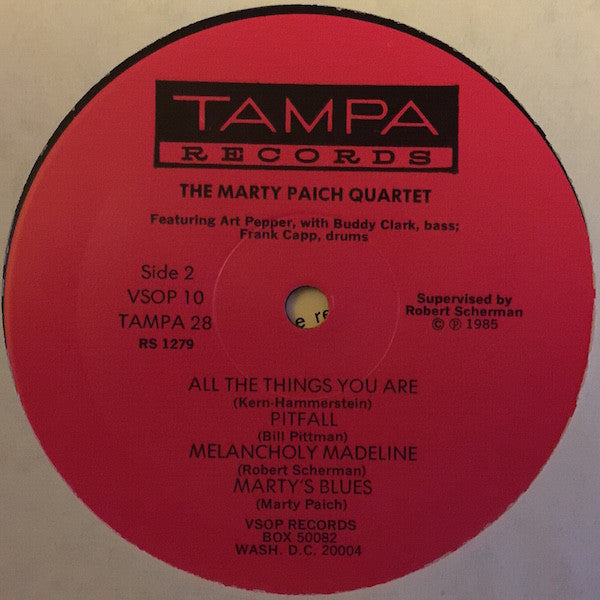 TAMPA
RECORDS
THE MARTY PAICH QUARTET
Featuring Art Pepper, with Buddy Clark, bass;
Frank Capp, drums
Side 2
VSOP 10
TAMPA 28
RS 1279
e re
Supervised by
Robert Scherman
© ℗ 1985
ALL THE THINGS YOU ARE
(Kern-Hammerstein)
PITFALL
(Bill Pittman)
MELANCHOLY MADELINE
(Robert Scherman)
MARTY'S BLUES
(Marty Paich)
VSOP RECORDS
BOX 50082
WASH. D.C. 20004